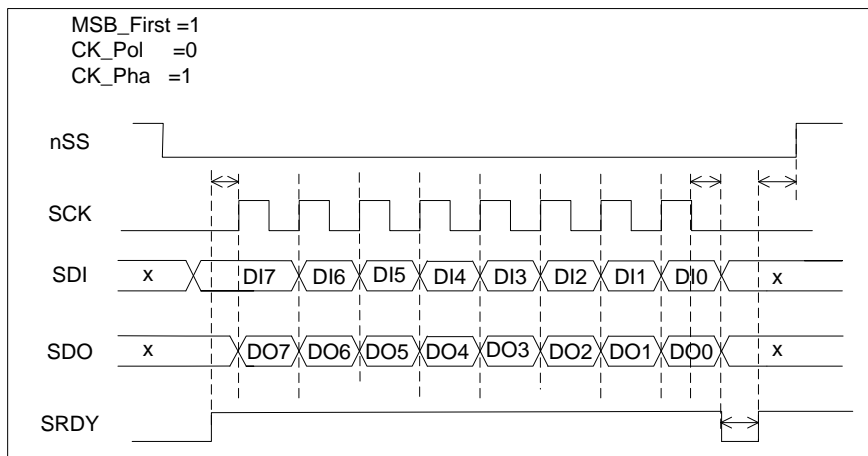 MSB_First =1
CK_Pol =0
CK_Pha =1
nSS
SCK
SDI x DI7 DI6 DI5 DI4 DI3 DI2 DI1 DI0 x
SDO x DO7 DO6 DO5 DO4 DO3 DO2 DO1 DO0 x
SRDY